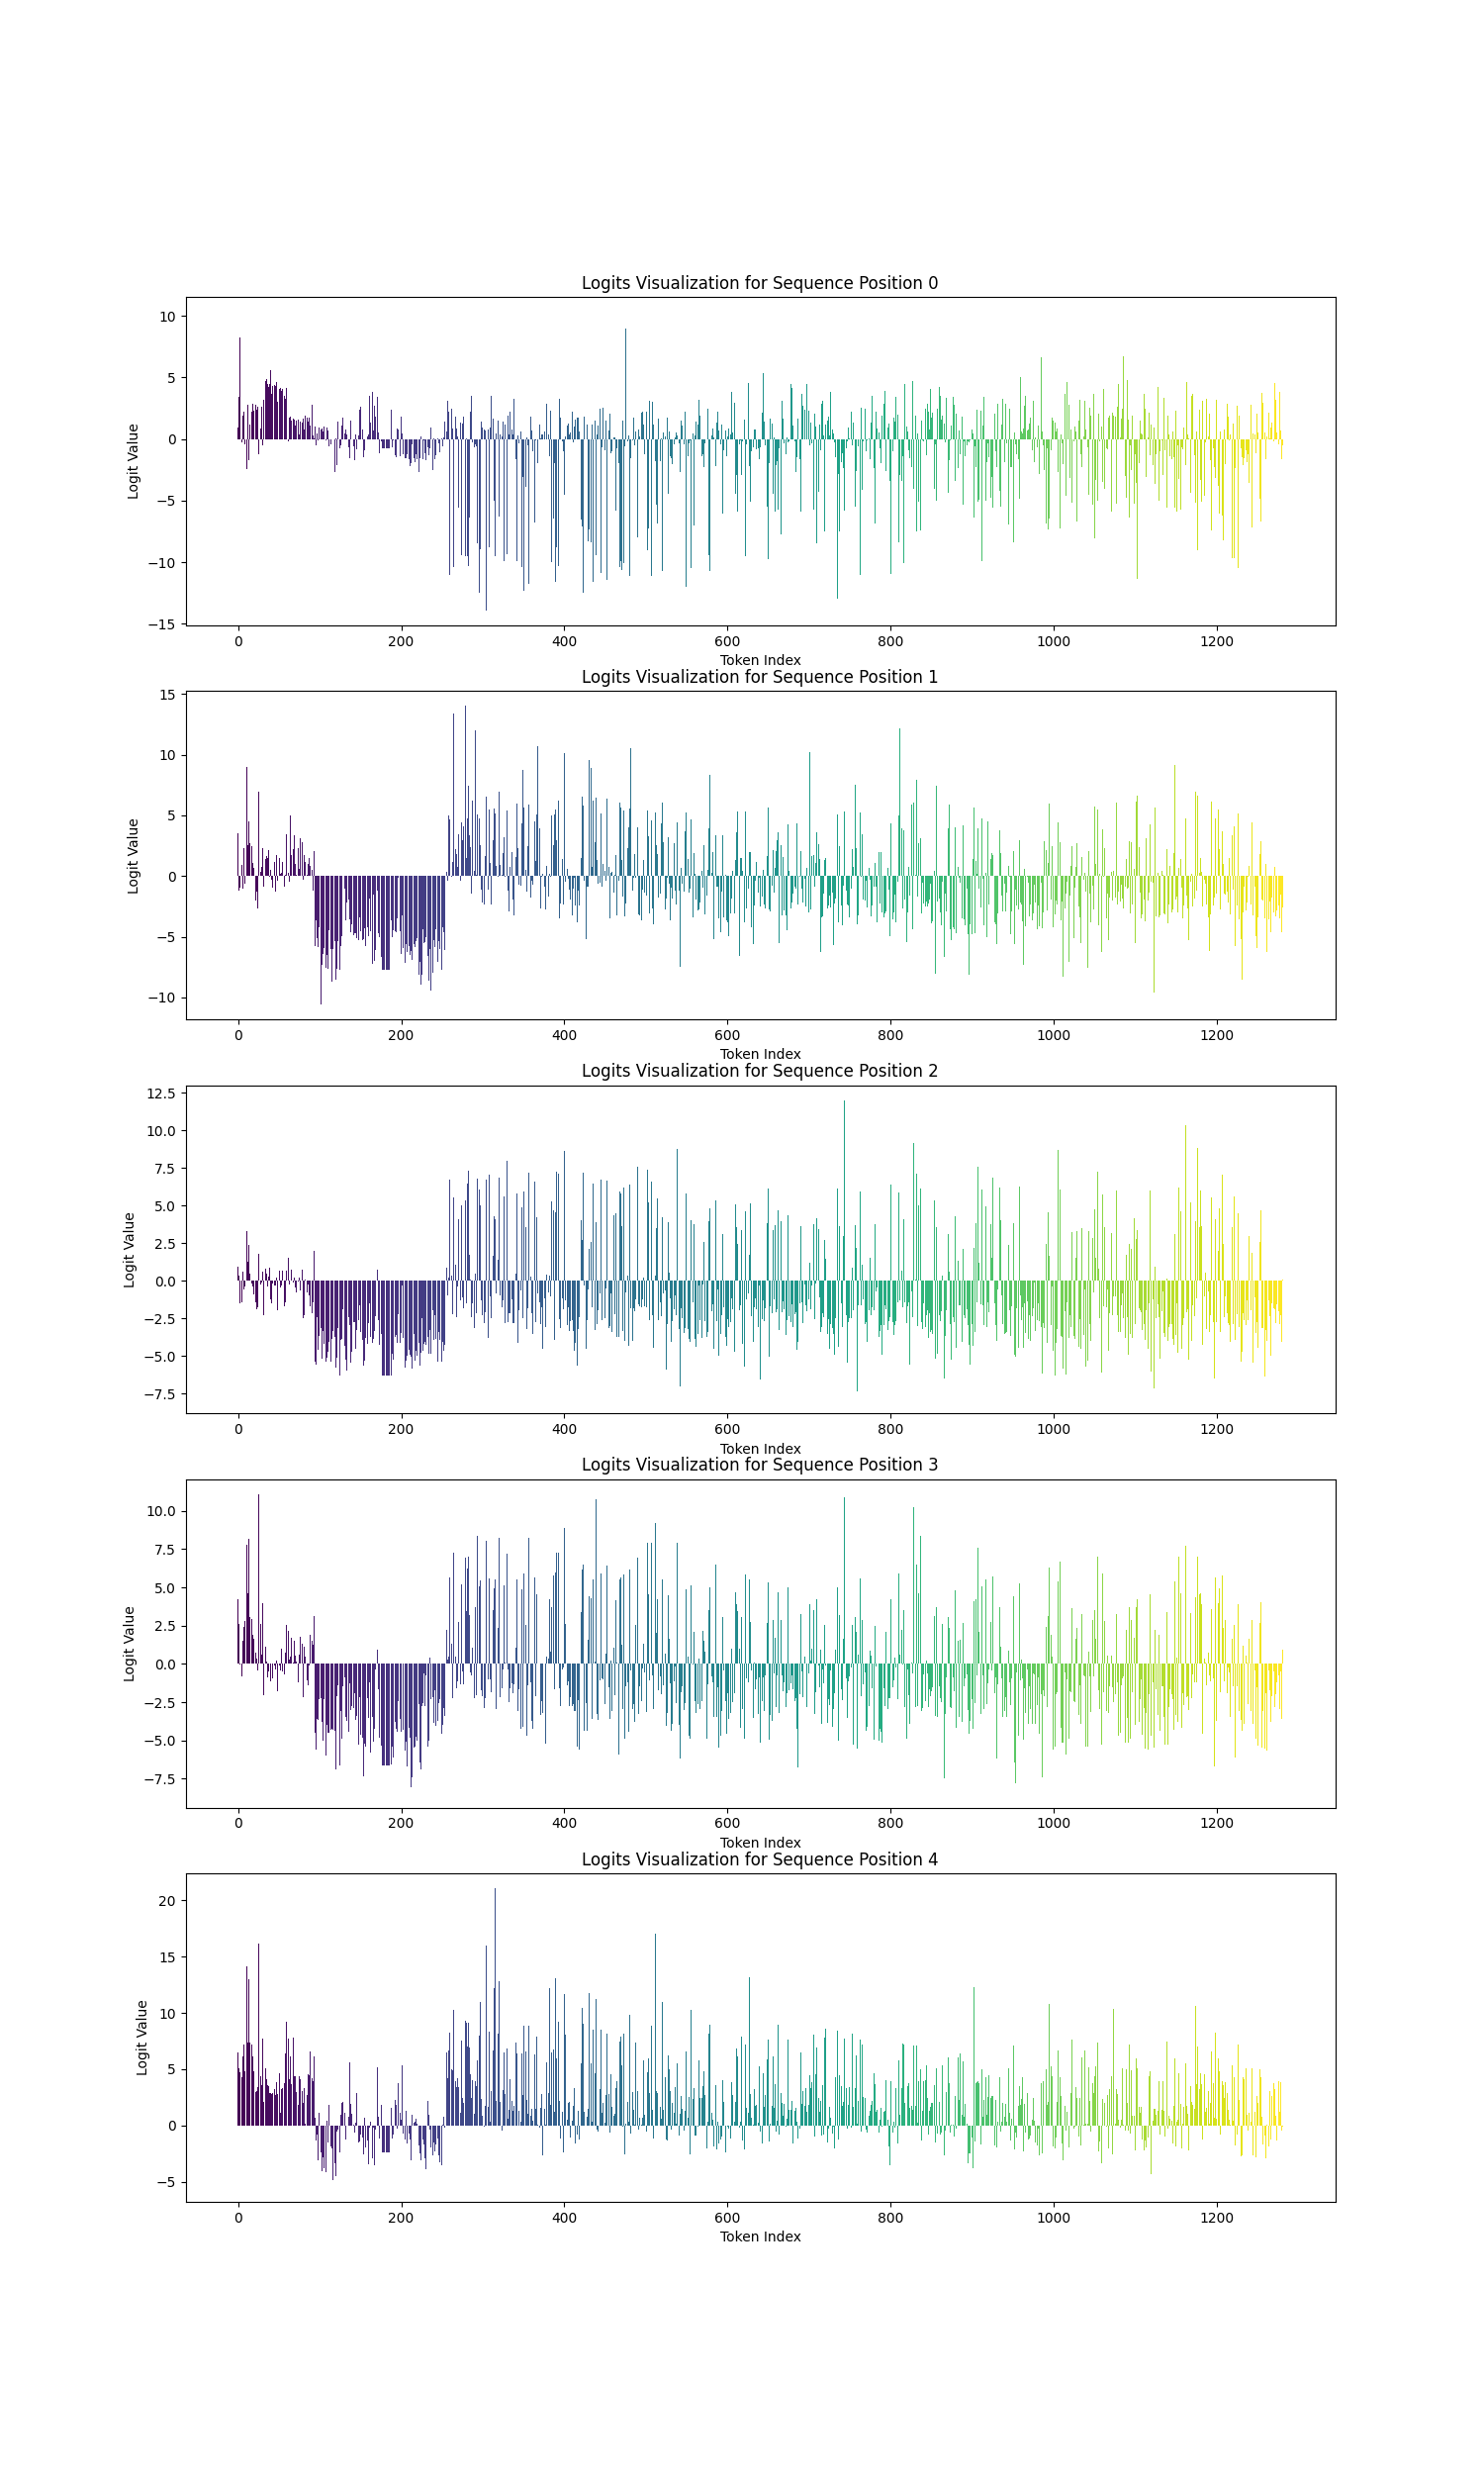 Logits Visualization for Sequence Position 0
10
5
0
−5
−10
−15
Logit Value
0 200 400 600 800 1000 1200
Token Index
Logits Visualization for Sequence Position 1
15
10
5
0
−5
−10
Logit Value
0 200 400 600 800 1000 1200
Token Index
Logits Visualization for Sequence Position 2
12.5
10.0
7.5
5.0
2.5
0.0
−2.5
−5.0
−7.5
Logit Value
0 200 400 600 800 1000 1200
Token Index
Logits Visualization for Sequence Position 3
10.0
7.5
5.0
2.5
0.0
−2.5
−5.0
−7.5
Logit Value
0 200 400 600 800 1000 1200
Token Index
Logits Visualization for Sequence Position 4
20
15
10
5
0
−5
Logit Value
0 200 400 600 800 1000 1200
Token Index